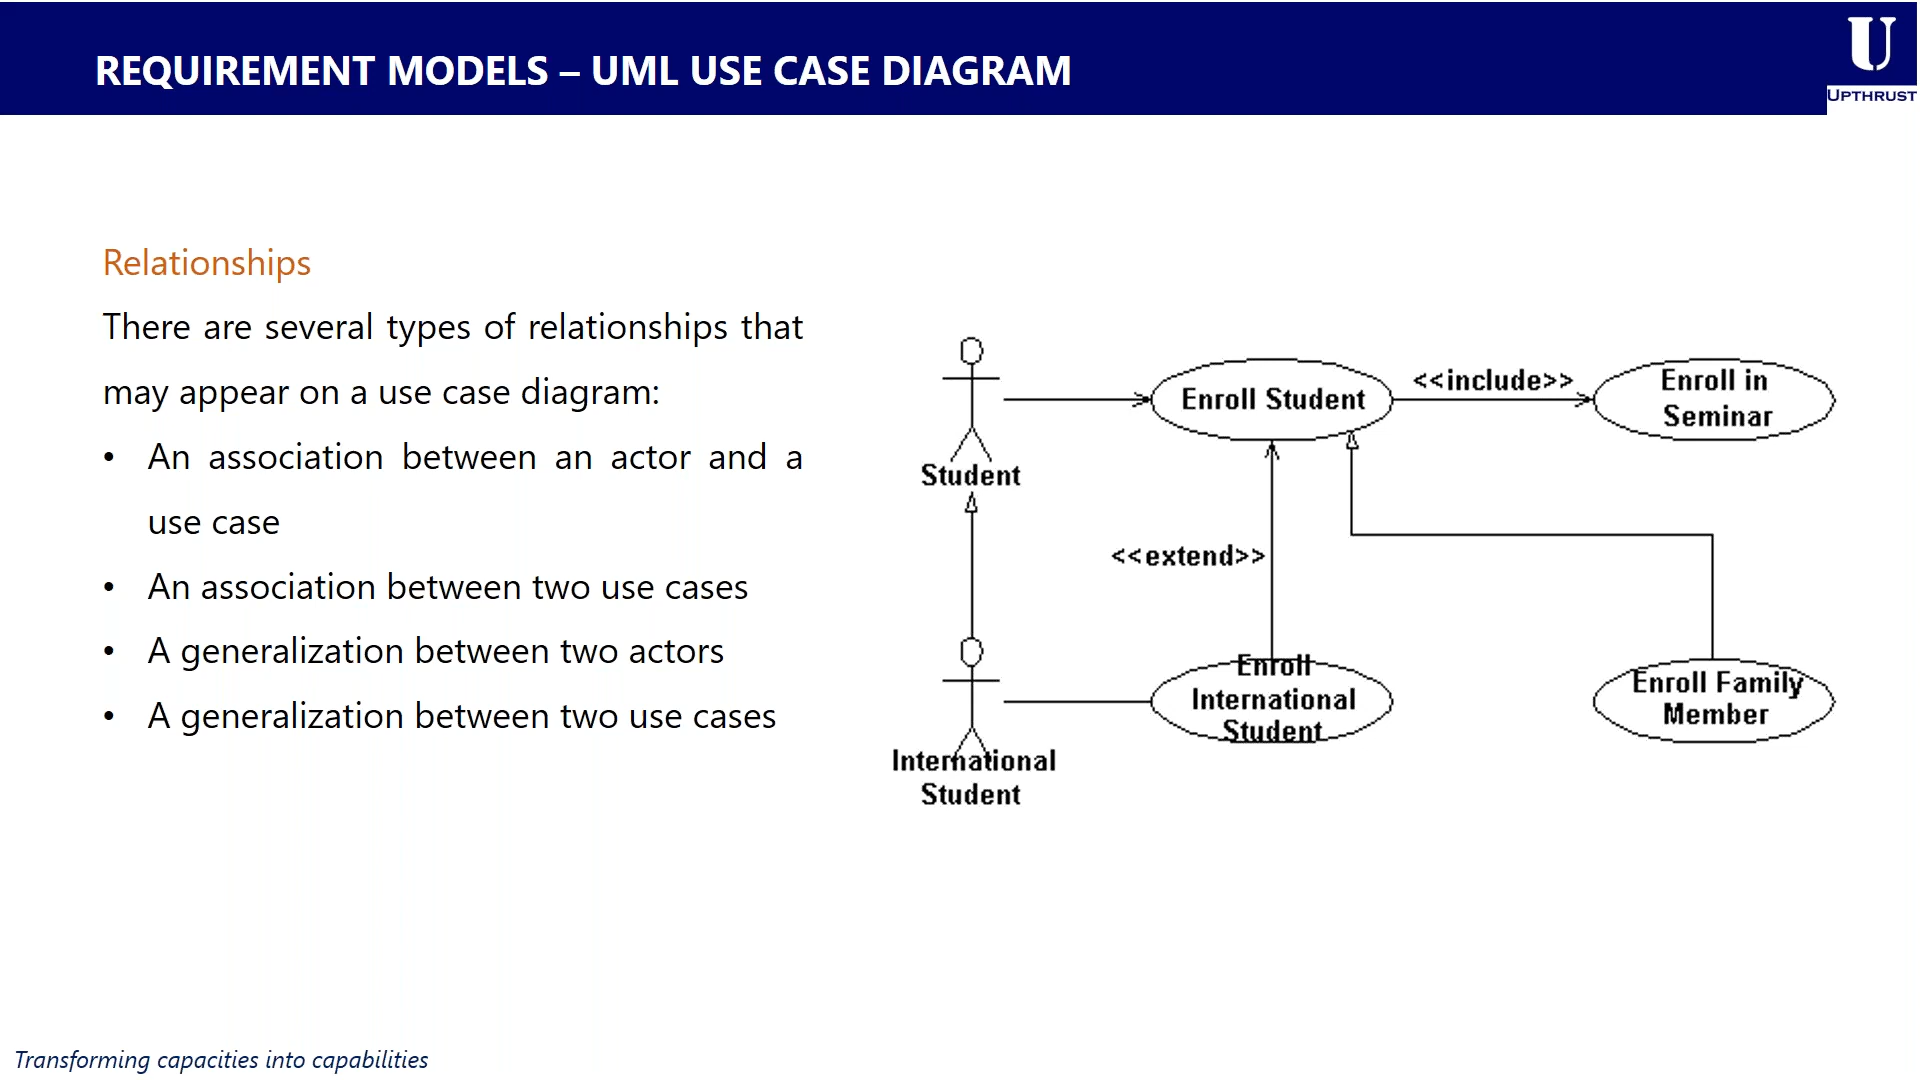 REQUIREMENT MODELS – UML USE CASE DIAGRAM
U
UPTHRUST
Relationships
There are several types of relationships that
may appear on a use case diagram:
• An association between an actor and a
use case
• An association between two use cases
• A generalization between two actors
• A generalization between two use cases
Student
Enroll Student
<<include>>
Enroll in
Seminar
<<extend>>
International
Student
Enroll
International
Student
Enroll Family
Member
Transforming capacities into capabilities